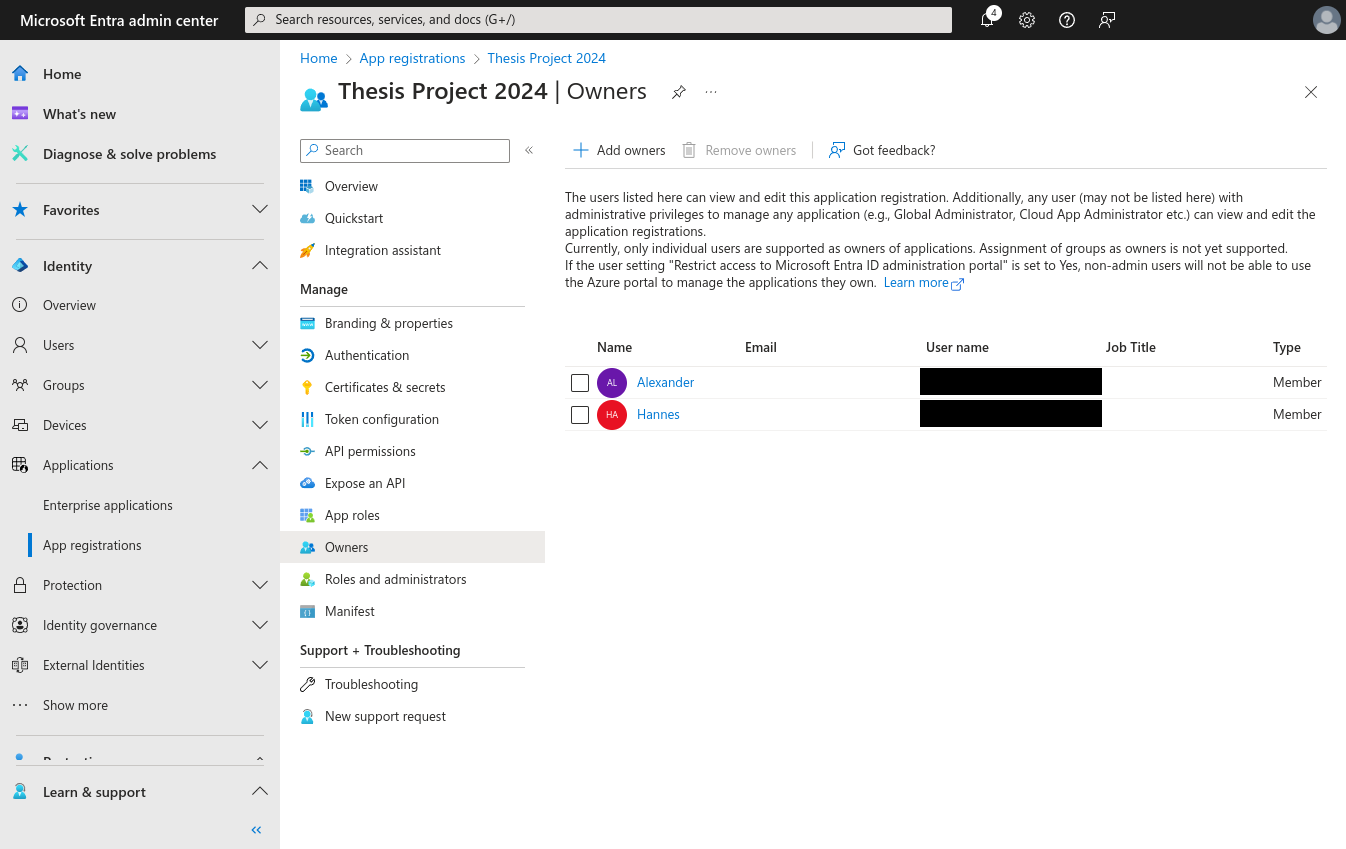 Microsoft Entra admin center
Search resources, services, and docs (G+/)
4
Home
What's new
Diagnose & solve problems
Favorites
Identity
Overview
Users
Groups
Devices
Applications
Enterprise applications
App registrations
Protection
Identity governance
External Identities
Show more
Learn & support
Home > App registrations > Thesis Project 2024
Thesis Project 2024 | Owners
Search
Overview
Quickstart
Integration assistant
Manage
Branding & properties
Authentication
Certificates & secrets
Token configuration
API permissions
Expose an API
App roles
Owners
Roles and administrators
Manifest
Support + Troubleshooting
Troubleshooting
New support request
Add owners Remove owners Got feedback?
The users listed here can view and edit this application registration. Additionally, any user (may not be listed here) with
administrative privileges to manage any application (e.g., Global Administrator, Cloud App Administrator etc.) can view and edit the
application registrations.
Currently, only individual users are supported as owners of applications. Assignment of groups as owners is not yet supported.
If the user setting "Restrict access to Microsoft Entra ID administration portal" is set to Yes, non-admin users will not be able to use
the Azure portal to manage the applications they own. Learn more
Name Email User name Job Title Type
AL Alexander Member
HA Hannes Member